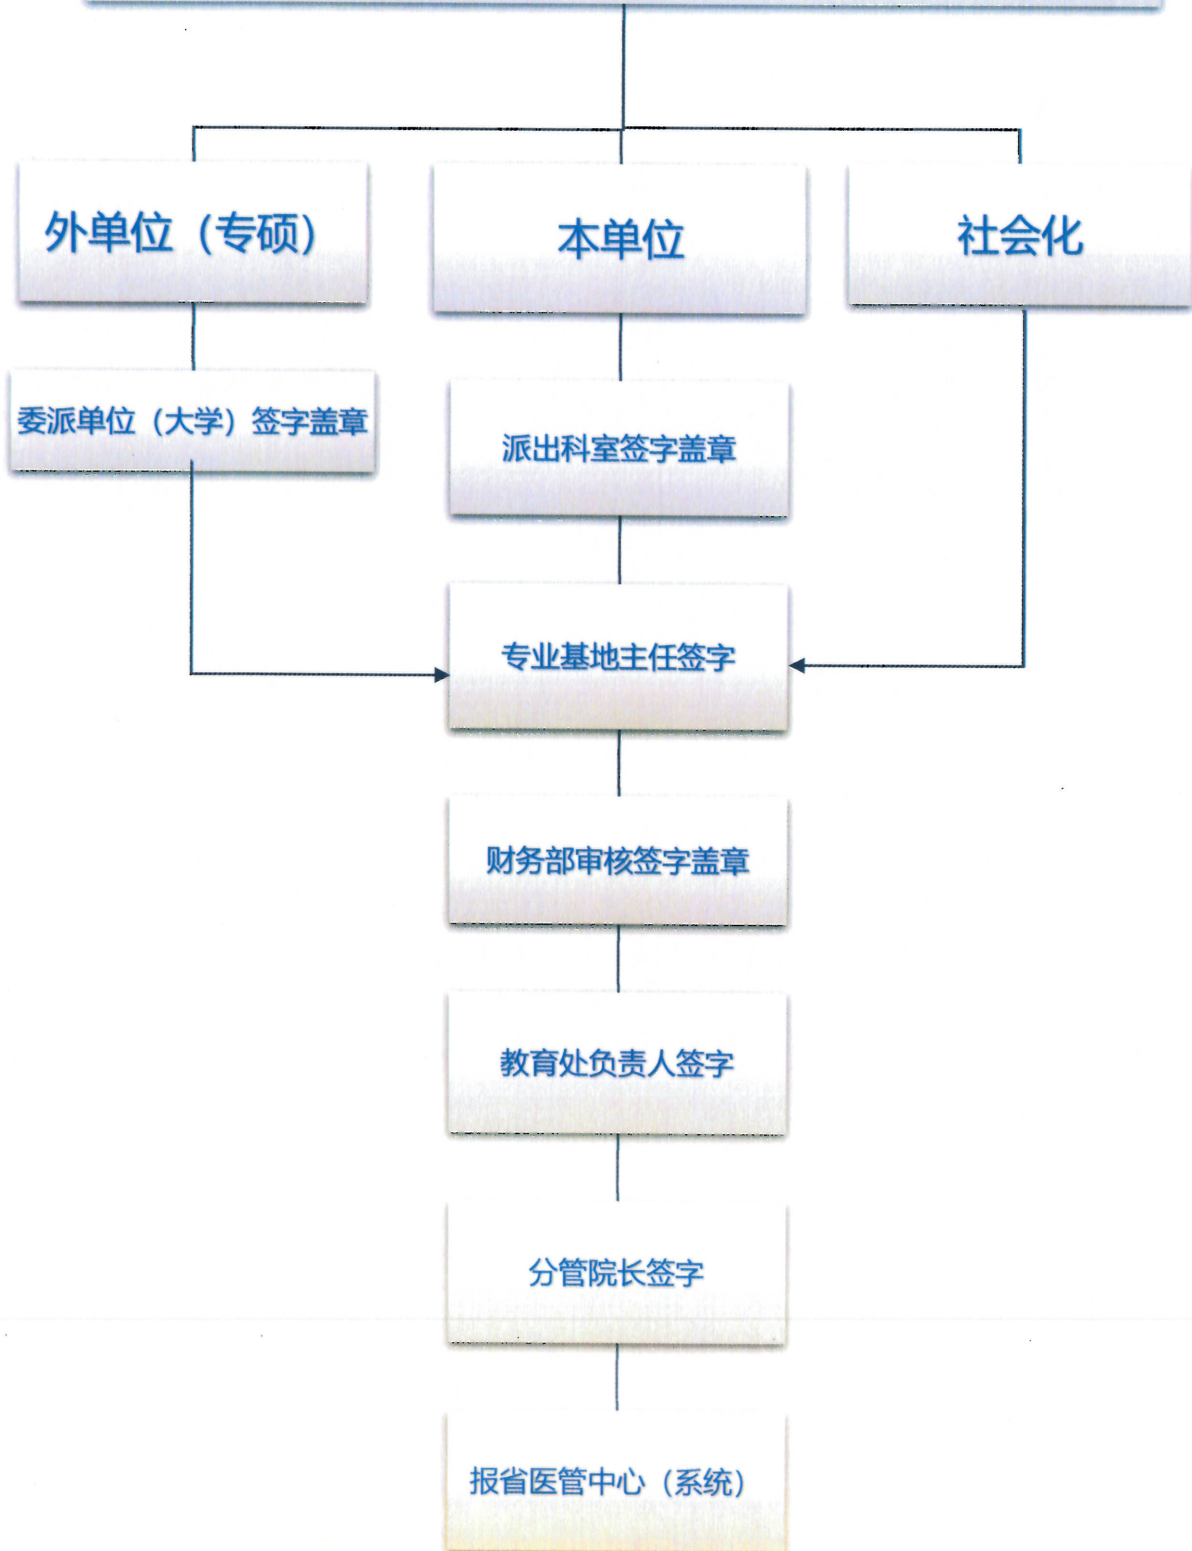 外单位（专硕）
本单位
社会化
委派单位（大学）签字盖章
派出科室签字盖章
专业基地主任签字
财务部审核签字盖章
教育处负责人签字
分管院长签字
报省医管中心（系统）